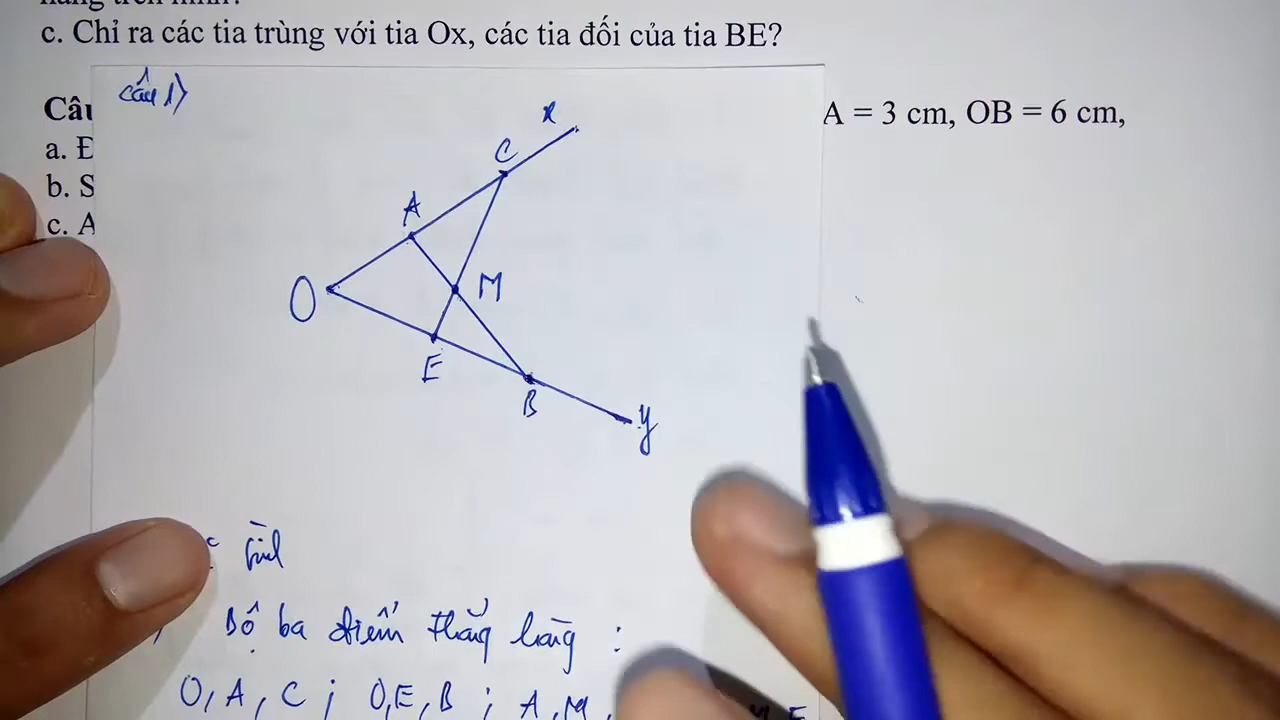 c. Chỉ ra các tia trùng với tia Ox, các tia đối của tia BE?
Câu 1)
A = 3 cm, OB = 6 cm,
a.
b. S
c. A
x
C
A
O
M
E
B
y
Bộ ba điểm thẳng hàng :
O, A, C ; O, E, B ; A, M,